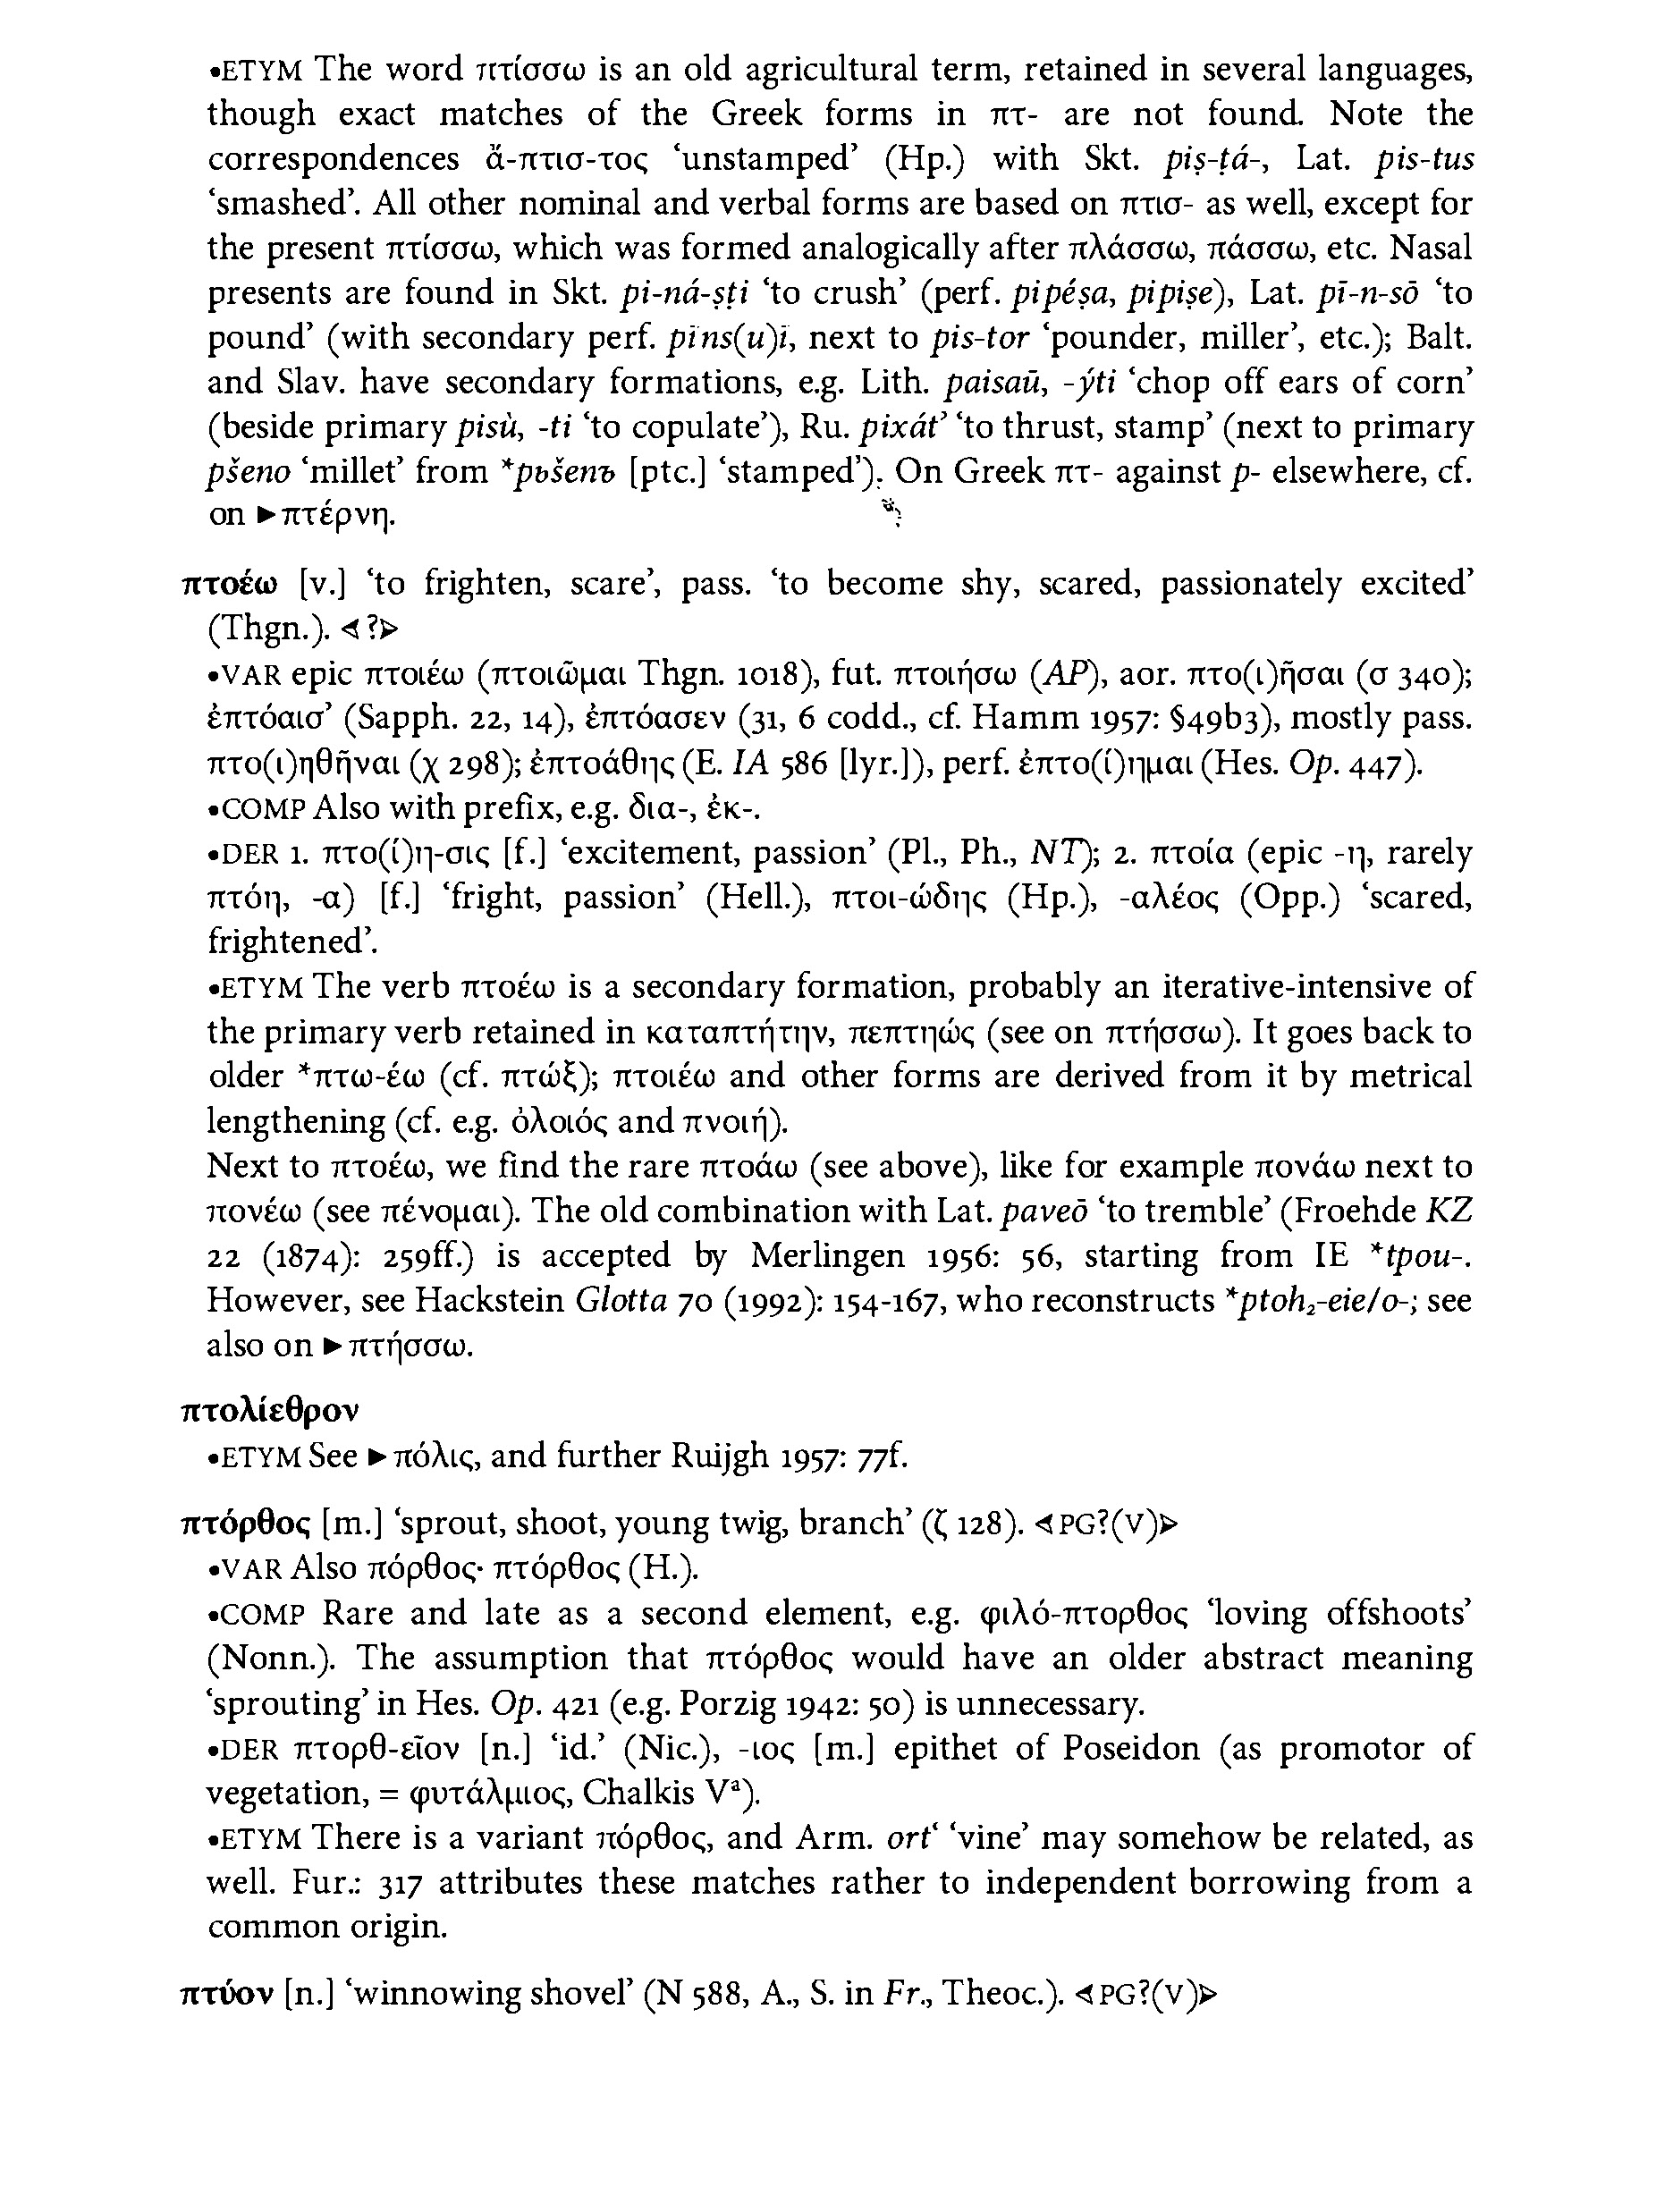 •ETYM The word πτίσσω is an old agricultural term, retained in several languages,
though exact matches of the Greek forms in πτ- are not found. Note the
correspondences ἄ-πτισ-τος ‘unstamped’ (Hp.) with Skt. piṣ-ṭá-, Lat. pis-tus
‘smashed’. All other nominal and verbal forms are based on πτισ- as well, except for
the present πτίσσω, which was formed analogically after πλάσσω, πάσσω, etc. Nasal
presents are found in Skt. pi-ná-ṣṭi ‘to crush’ (perf. pipéṣa, pipiṣe), Lat. pī-n-sō ‘to
pound’ (with secondary perf. pīns(u)ī, next to pis-tor ‘pounder, miller’, etc.); Balt.
and Slav. have secondary formations, e.g. Lith. paisaũ, -ýti ‘chop off ears of corn’
(beside primary pisù, -ti ‘to copulate’), Ru. pixát’ ‘to thrust, stamp’ (next to primary
pšeno ‘millet’ from *pьšenъ [ptc.] ‘stamped’). On Greek πτ- against p- elsewhere, cf.
on ►πτέρνη.
πτοέω [v.] ‘to frighten, scare’, pass. ‘to become shy, scared, passionately excited’
(Thgn.). ⊲?⊳
•VAR epic πτοιέω (πτοιῶμαι Thgn. 1018), fut. πτοιήσω (AP), aor. πτο(ι)ῆσαι (σ 340);
ἐπτόαισ’ (Sapph. 22, 14), ἐπτόασεν (31, 6 codd., cf. Hamm 1957: §49b3), mostly pass.
πτο(ι)ηθῆναι (χ 298); ἐπτοάθης (E. IA 586 [lyr.]), perf. ἐπτο(ί)ημαι (Hes. Op. 447).
•COMP Also with prefix, e.g. δια-, ἐκ-.
•DER 1. πτο(ί)η-σις [f.] ‘excitement, passion’ (Pl., Ph., NT); 2. πτοία (epic -η, rarely
πτόη, -α) [f.] ‘fright, passion’ (Hell.), πτοι-ώδης (Hp.), -αλέος (Opp.) ‘scared,
frightened’.
•ETYM The verb πτοέω is a secondary formation, probably an iterative-intensive of
the primary verb retained in καταπτήτην, πεπτηώς (see on πτήσσω). It goes back to
older *πτω-έω (cf. πτώξ); πτοιέω and other forms are derived from it by metrical
lengthening (cf. e.g. ὀλοιός and πνοιή).
Next to πτοέω, we find the rare πτοάω (see above), like for example πονάω next to
πονέω (see πένομαι). The old combination with Lat. paveō ‘to tremble’ (Froehde KZ
22 (1874): 259ff.) is accepted by Merlingen 1956: 56, starting from IE *tpou-.
However, see Hackstein Glotta 70 (1992): 154-167, who reconstructs *ptoh₂-eie/o-; see
also on ►πτήσσω.
πτολίεθρον
•ETYM See ►πόλις, and further Ruijgh 1957: 77f.
πτόρθος [m.] ‘sprout, shoot, young twig, branch’ (ζ 128). ⊲PG?(V)⊳
•VAR Also πόρθος· πτόρθος (H.).
•COMP Rare and late as a second element, e.g. φιλό-πτορθος ‘loving offshoots’
(Nonn.). The assumption that πτόρθος would have an older abstract meaning
‘sprouting’ in Hes. Op. 421 (e.g. Porzig 1942: 50) is unnecessary.
•DER πτορθ-εῖον [n.] ‘id.’ (Nic.), -ιος [m.] epithet of Poseidon (as promotor of
vegetation, = φυτάλμιος, Chalkis Vᵃ).
•ETYM There is a variant πόρθος, and Arm. ort‘ ‘vine’ may somehow be related, as
well. Fur.: 317 attributes these matches rather to independent borrowing from a
common origin.
πτύον [n.] ‘winnowing shovel’ (N 588, A., S. in Fr., Theoc.). ⊲PG?(V)⊳